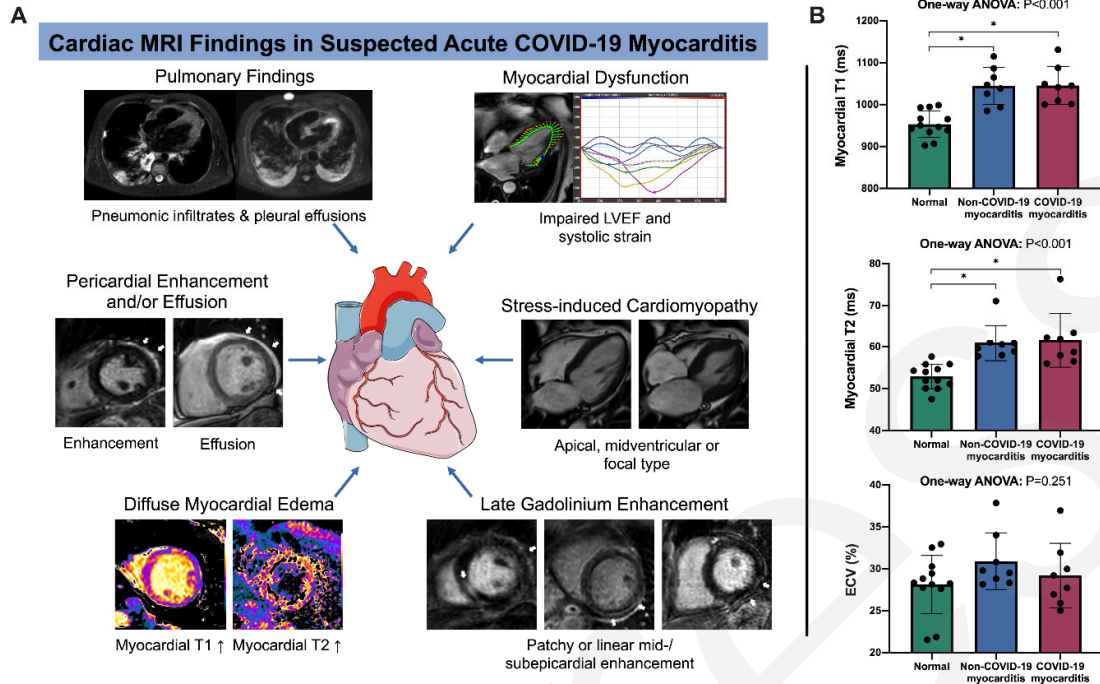 A
Cardiac MRI Findings in Suspected Acute COVID-19 Myocarditis
Pulmonary Findings
Pneumonic infiltrates & pleural effusions
Myocardial Dysfunction
Impaired LVEF and
systolic strain
Pericardial Enhancement
and/or Effusion
Enhancement
Effusion
Stress-induced Cardiomyopathy
Apical, midventricular or
focal type
Diffuse Myocardial Edema
Myocardial T1 ↑
Myocardial T2 ↑
Late Gadolinium Enhancement
Patchy or linear mid-/
subepicardial enhancement
B
One-way ANOVA: P<0.001
* 
*
Myocardial T1 (ms)
1200
1100
1000
900
800
Normal
Non-COVID-19
myocarditis
COVID-19
myocarditis
One-way ANOVA: P<0.001
*
*
Myocardial T2 (ms)
80
70
60
50
40
Normal
Non-COVID-19
myocarditis
COVID-19
myocarditis
One-way ANOVA: P=0.251
ECV (%)
40
35
30
25
20
Normal
Non-COVID-19
myocarditis
COVID-19
myocarditis